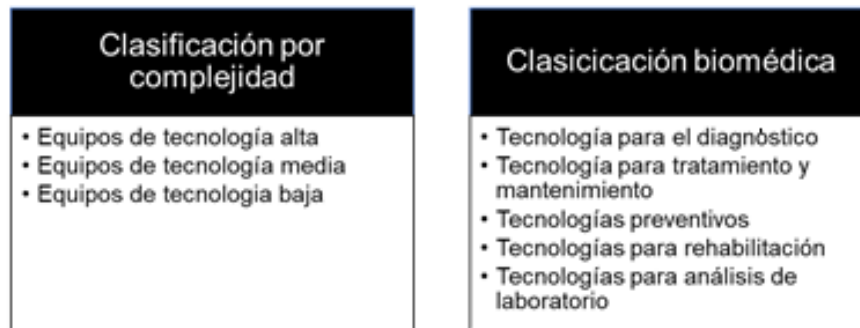 Clasificación por
complejidad
• Equipos de tecnología alta
• Equipos de tecnología media
• Equipos de tecnologia baja
Clasicicación biomédica
• Tecnología para el diagnóstico
• Tecnología para tratamiento y
mantenimiento
• Tecnologías preventivos
• Tecnologías para rehabilitación
• Tecnologías para análisis de
laboratorio